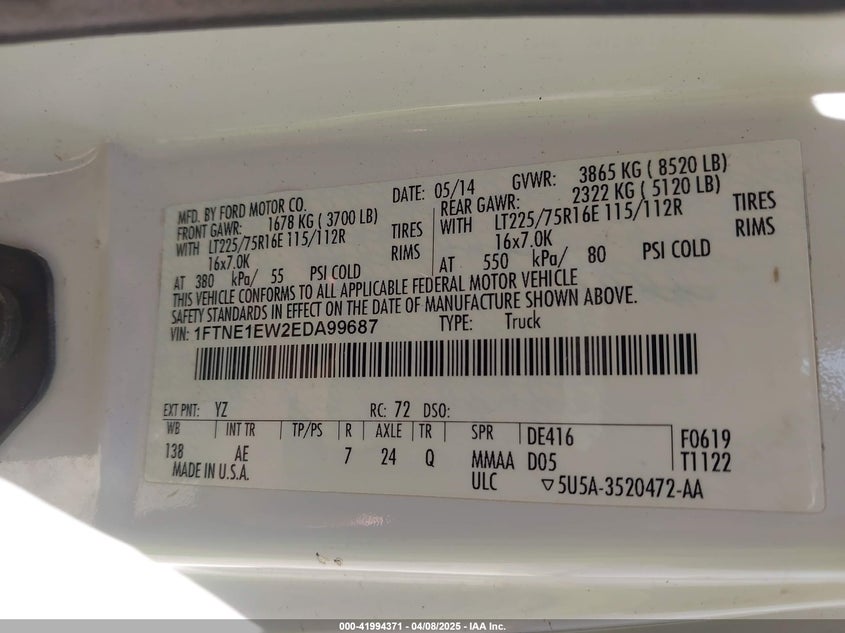 MFD. BY FORD MOTOR CO. DATE: 05/14 GVWR: 3865 KG ( 8520 LB)
FRONT GAWR: 1678 KG ( 3700 LB) REAR GAWR: 2322 KG ( 5120 LB)
WITH LT225/75R16E 115/112R TIRES WITH LT225/75R16E 115/112R TIRES
16x7.0K RIMS 16x7.0K RIMS
AT 380 kPa/ 55 PSI COLD AT 550 kPa/ 80 PSI COLD
THIS VEHICLE CONFORMS TO ALL APPLICABLE FEDERAL MOTOR VEHICLE
SAFETY STANDARDS IN EFFECT ON THE DATE OF MANUFACTURE SHOWN ABOVE.
VIN: 1FTNE1EW2EDA99687 TYPE: Truck
EXT PNT: YZ RC: 72 DSO:
WB INT TR TP/PS R AXLE TR SPR DE416 F0619
138 AE 7 24 Q MMAA D05 T1122
MADE IN U.S.A. ULC ▽5U5A-3520472-AA
000-41994371 - 04/08/2025 - IAA Inc.